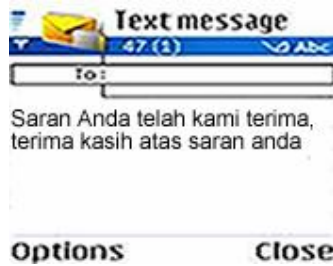 Text message
47 (1) Abc
To:
Saran Anda telah kami terima,
terima kasih atas saran anda
Options Close